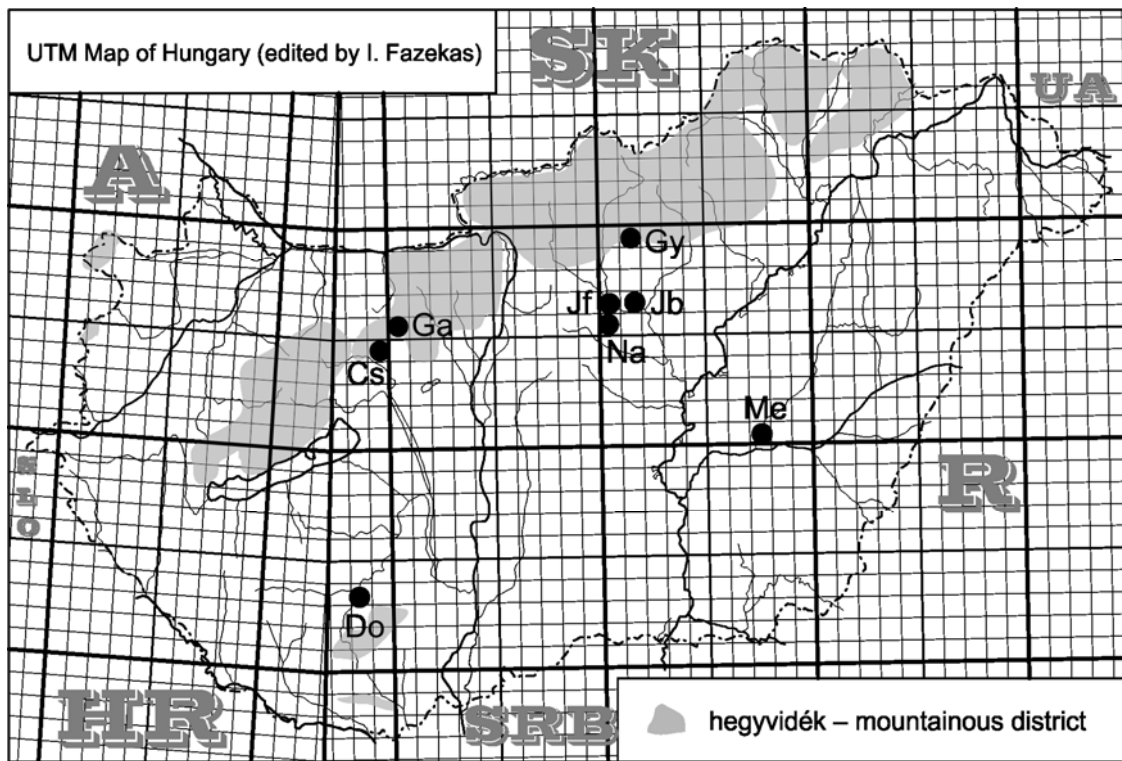 UTM Map of Hungary (edited by I. Fazekas)
SK
UA
A
Gy
Jf
Jb
Ga
Na
Cs
Me
SLO
R
Do
HR
SRB
hegyvidék – mountainous district